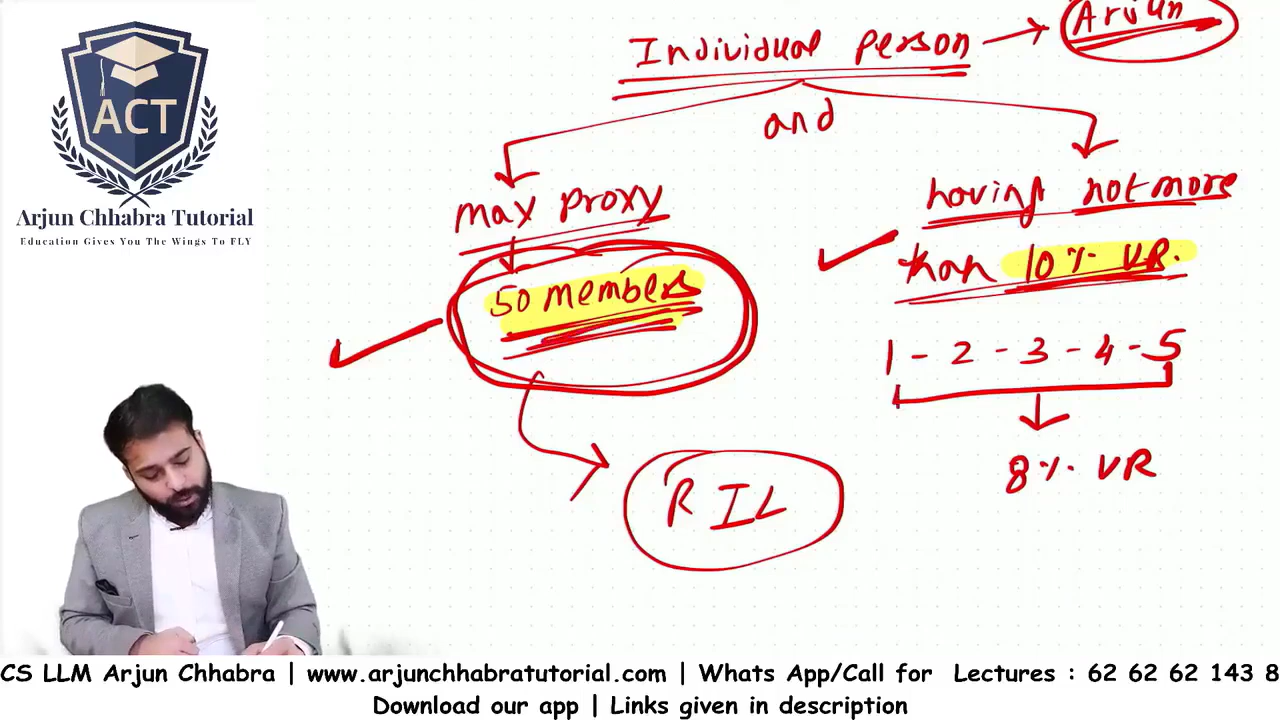 Arjun
Individual person
and
max proxy
50 members
having not more
than 10% VR.
1 - 2 - 3 - 4 - 5
8% VR
RIL
ACT
Arjun Chhabra Tutorial
Education Gives You The Wings To FLY
CS LLM Arjun Chhabra | www.arjunchhabratutorial.com | Whats App/Call for Lectures : 62 62 62 143 8
Download our app | Links given in description